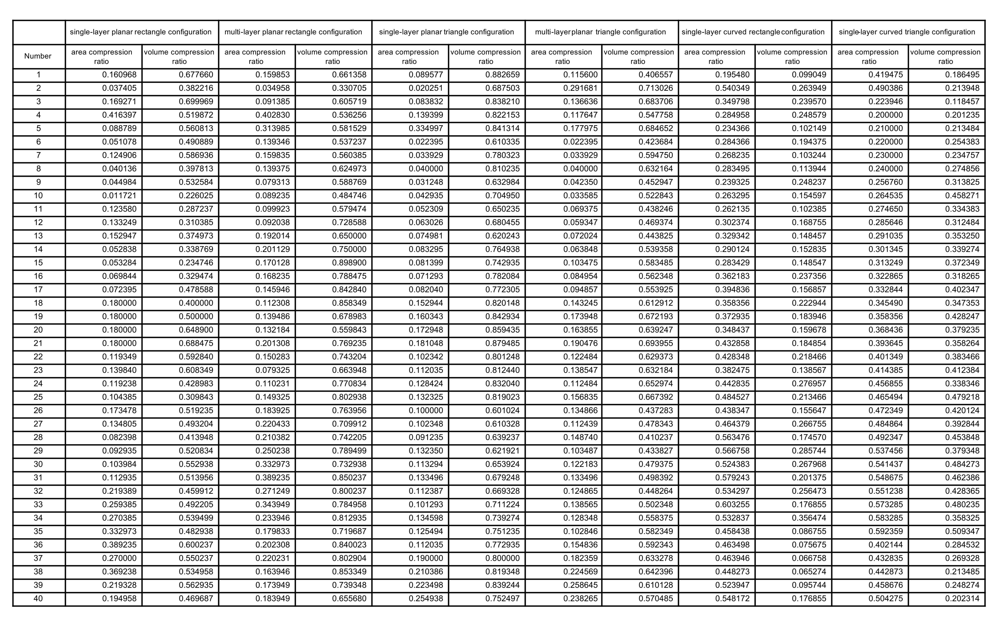 single-layer planar rectangle configuration multi-layer planar rectangle configuration single-layer planar triangle configuration multi-layer planar triangle configuration single-layer curved rectangle configuration single-layer curved triangle configuration
Number area compression ratio volume compression ratio area compression ratio volume compression ratio area compression ratio volume compression ratio area compression ratio volume compression ratio area compression ratio volume compression ratio area compression ratio volume compression ratio
1 0.160968 0.677660 0.159853 0.661358 0.089577 0.882659 0.115600 0.406557 0.195480 0.099049 0.419475 0.186495
2 0.037405 0.382216 0.034958 0.330705 0.020251 0.687503 0.291681 0.713026 0.540349 0.263949 0.490386 0.213948
3 0.169271 0.699969 0.091385 0.605719 0.083832 0.838210 0.136636 0.683706 0.349798 0.239570 0.223946 0.118457
4 0.416397 0.519872 0.402830 0.536256 0.139399 0.822153 0.117647 0.547758 0.284958 0.248579 0.200000 0.201235
5 0.088789 0.560813 0.313985 0.581529 0.334997 0.841314 0.177975 0.684652 0.234366 0.102149 0.210000 0.213484
6 0.051078 0.490889 0.139346 0.537237 0.022395 0.610335 0.022395 0.423684 0.284366 0.194375 0.220000 0.254383
7 0.124906 0.586936 0.159835 0.560385 0.033929 0.780323 0.033929 0.594750 0.268235 0.103244 0.230000 0.234757
8 0.040136 0.397813 0.139375 0.624973 0.040000 0.810235 0.040000 0.632164 0.283495 0.113944 0.240000 0.274856
9 0.044984 0.532584 0.079313 0.588769 0.031248 0.632984 0.042350 0.452947 0.239325 0.248237 0.256760 0.313825
10 0.011721 0.226025 0.089235 0.484746 0.042935 0.704950 0.033585 0.522843 0.263295 0.154597 0.264535 0.458271
11 0.123580 0.287237 0.099923 0.579474 0.052309 0.650235 0.069375 0.438246 0.262135 0.102385 0.274650 0.334383
12 0.133249 0.310385 0.092038 0.728588 0.063026 0.680455 0.059347 0.469374 0.302374 0.168755 0.285646 0.312484
13 0.152947 0.374973 0.192014 0.650000 0.074981 0.620243 0.072024 0.443825 0.329342 0.148457 0.291035 0.353250
14 0.052838 0.338769 0.201129 0.750000 0.083295 0.764938 0.063848 0.539358 0.290124 0.152835 0.301345 0.339274
15 0.053284 0.234746 0.170128 0.898900 0.081399 0.742935 0.103475 0.583485 0.283429 0.148547 0.313249 0.372349
16 0.069844 0.329474 0.168235 0.788475 0.071293 0.782084 0.084954 0.562348 0.362183 0.237356 0.322865 0.318265
17 0.072395 0.478588 0.145946 0.842840 0.082040 0.772305 0.094857 0.553925 0.394836 0.156857 0.332844 0.402347
18 0.180000 0.400000 0.112308 0.858349 0.152944 0.820148 0.143245 0.612912 0.358356 0.222944 0.345490 0.347353
19 0.180000 0.500000 0.139486 0.678983 0.160343 0.842934 0.173948 0.672193 0.372935 0.183946 0.358356 0.428247
20 0.180000 0.648900 0.132184 0.559843 0.172948 0.859435 0.163855 0.639247 0.348437 0.159678 0.368436 0.379235
21 0.180000 0.688475 0.201308 0.769235 0.181048 0.879485 0.190476 0.693955 0.432858 0.184854 0.393645 0.358264
22 0.119349 0.592840 0.150283 0.743204 0.102342 0.801248 0.122484 0.629373 0.428348 0.218466 0.401349 0.383466
23 0.139840 0.608349 0.079325 0.663948 0.112035 0.812440 0.138547 0.632184 0.382475 0.138567 0.414385 0.412384
24 0.119238 0.428983 0.110231 0.770834 0.128424 0.832040 0.112484 0.652974 0.442835 0.276957 0.456855 0.338346
25 0.104385 0.309843 0.149325 0.802938 0.132325 0.819023 0.156835 0.667392 0.484527 0.213466 0.465494 0.479218
26 0.173478 0.519235 0.183925 0.763956 0.100000 0.601024 0.134866 0.437283 0.438347 0.155647 0.472349 0.420124
27 0.134805 0.493204 0.220433 0.709912 0.102348 0.610328 0.112439 0.478343 0.464379 0.266755 0.484864 0.392844
28 0.082398 0.413948 0.210382 0.742205 0.091235 0.639237 0.148740 0.410237 0.563476 0.174570 0.492347 0.453848
29 0.092935 0.520834 0.250238 0.789499 0.132350 0.621921 0.103487 0.433827 0.566758 0.285744 0.537456 0.379348
30 0.103984 0.552938 0.332973 0.732938 0.113294 0.653924 0.122183 0.479375 0.524383 0.267968 0.541437 0.484273
31 0.112935 0.513956 0.389235 0.850237 0.133496 0.679248 0.133496 0.498392 0.579243 0.201375 0.548675 0.462386
32 0.219389 0.459912 0.271249 0.800237 0.112387 0.669328 0.124865 0.448264 0.534297 0.256473 0.551238 0.428365
33 0.259385 0.492205 0.343949 0.784958 0.101293 0.711224 0.138565 0.502348 0.603255 0.176855 0.573285 0.480235
34 0.270385 0.539499 0.233946 0.812935 0.134598 0.739274 0.128348 0.558375 0.532837 0.356474 0.583285 0.358325
35 0.332973 0.482938 0.179833 0.719687 0.125494 0.751235 0.102846 0.582349 0.458438 0.086755 0.592359 0.509347
36 0.389235 0.600237 0.202308 0.840023 0.112035 0.772935 0.154836 0.592343 0.463498 0.075675 0.402144 0.284532
37 0.270000 0.550237 0.220231 0.802904 0.190000 0.800000 0.182359 0.633278 0.463946 0.066758 0.432835 0.269328
38 0.369238 0.534958 0.163946 0.853349 0.210386 0.819348 0.224569 0.642396 0.448273 0.065274 0.442873 0.213485
39 0.219328 0.562935 0.173949 0.739348 0.223498 0.839244 0.258645 0.610128 0.523947 0.095744 0.458676 0.248274
40 0.194958 0.469687 0.183949 0.655680 0.254938 0.752497 0.238265 0.570485 0.548172 0.176855 0.504275 0.202314